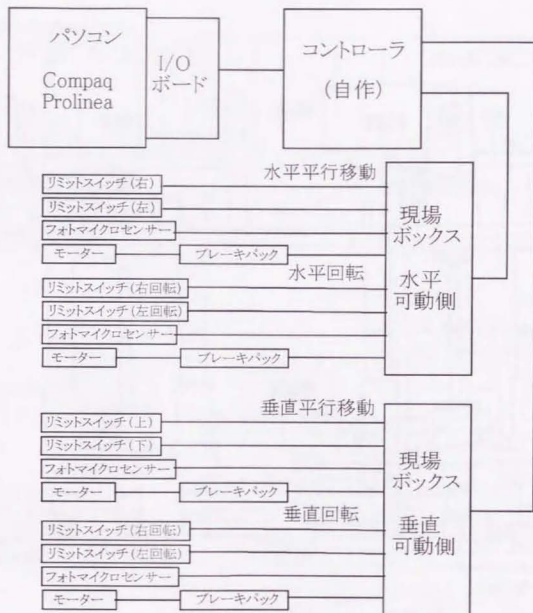 パソコン
Compaq
Prolinea
I/O
ボード
コントローラ
(自作)
水平平行移動
リミットスイッチ(右)
リミットスイッチ(左)
フォトマイクロセンサー
モーター
ブレーキパック
水平回転
リミットスイッチ(右回転)
リミットスイッチ(左回転)
フォトマイクロセンサー
モーター
ブレーキパック
現場
ボックス
水平
可動側
垂直平行移動
リミットスイッチ(上)
リミットスイッチ(下)
フォトマイクロセンサー
モーター
ブレーキパック
垂直回転
リミットスイッチ(右回転)
リミットスイッチ(左回転)
フォトマイクロセンサー
モーター
ブレーキパック
現場
ボックス
垂直
可動側